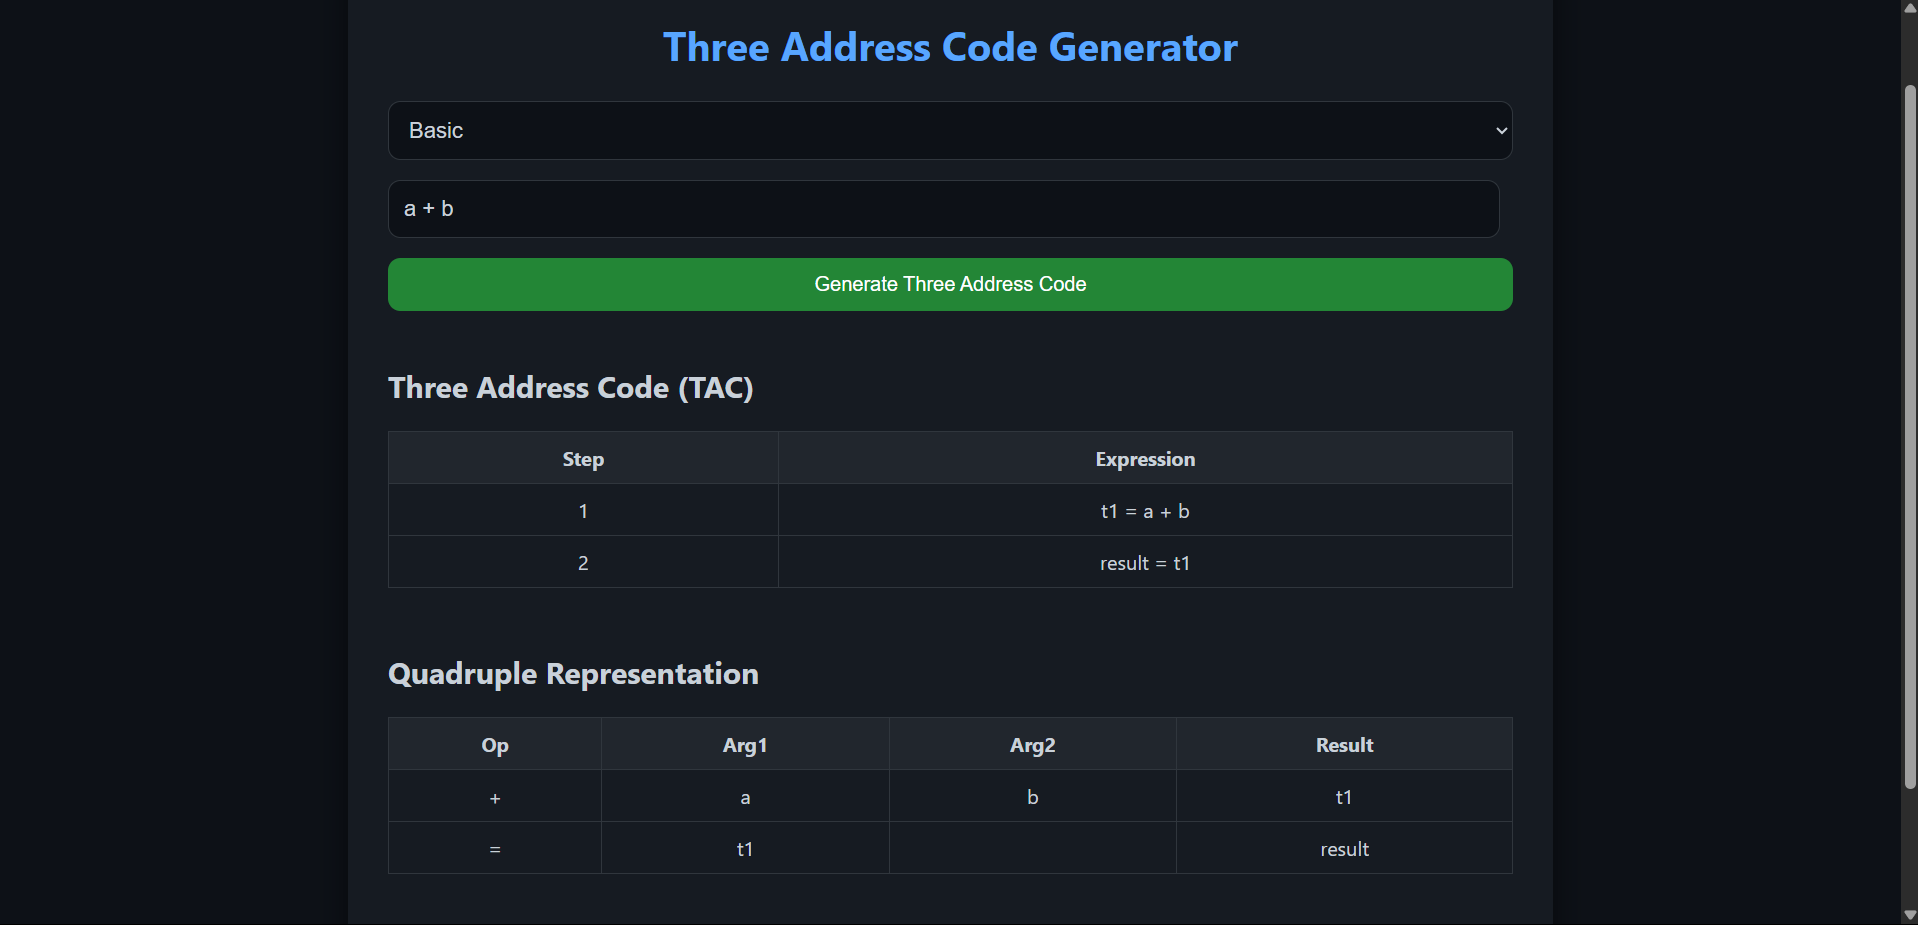 Three Address Code Generator
Basic
a + b
Generate Three Address Code
Three Address Code (TAC)
Step Expression
1 t1 = a + b
2 result = t1
Quadruple Representation
Op Arg1 Arg2 Result
+ a b t1
= t1 result